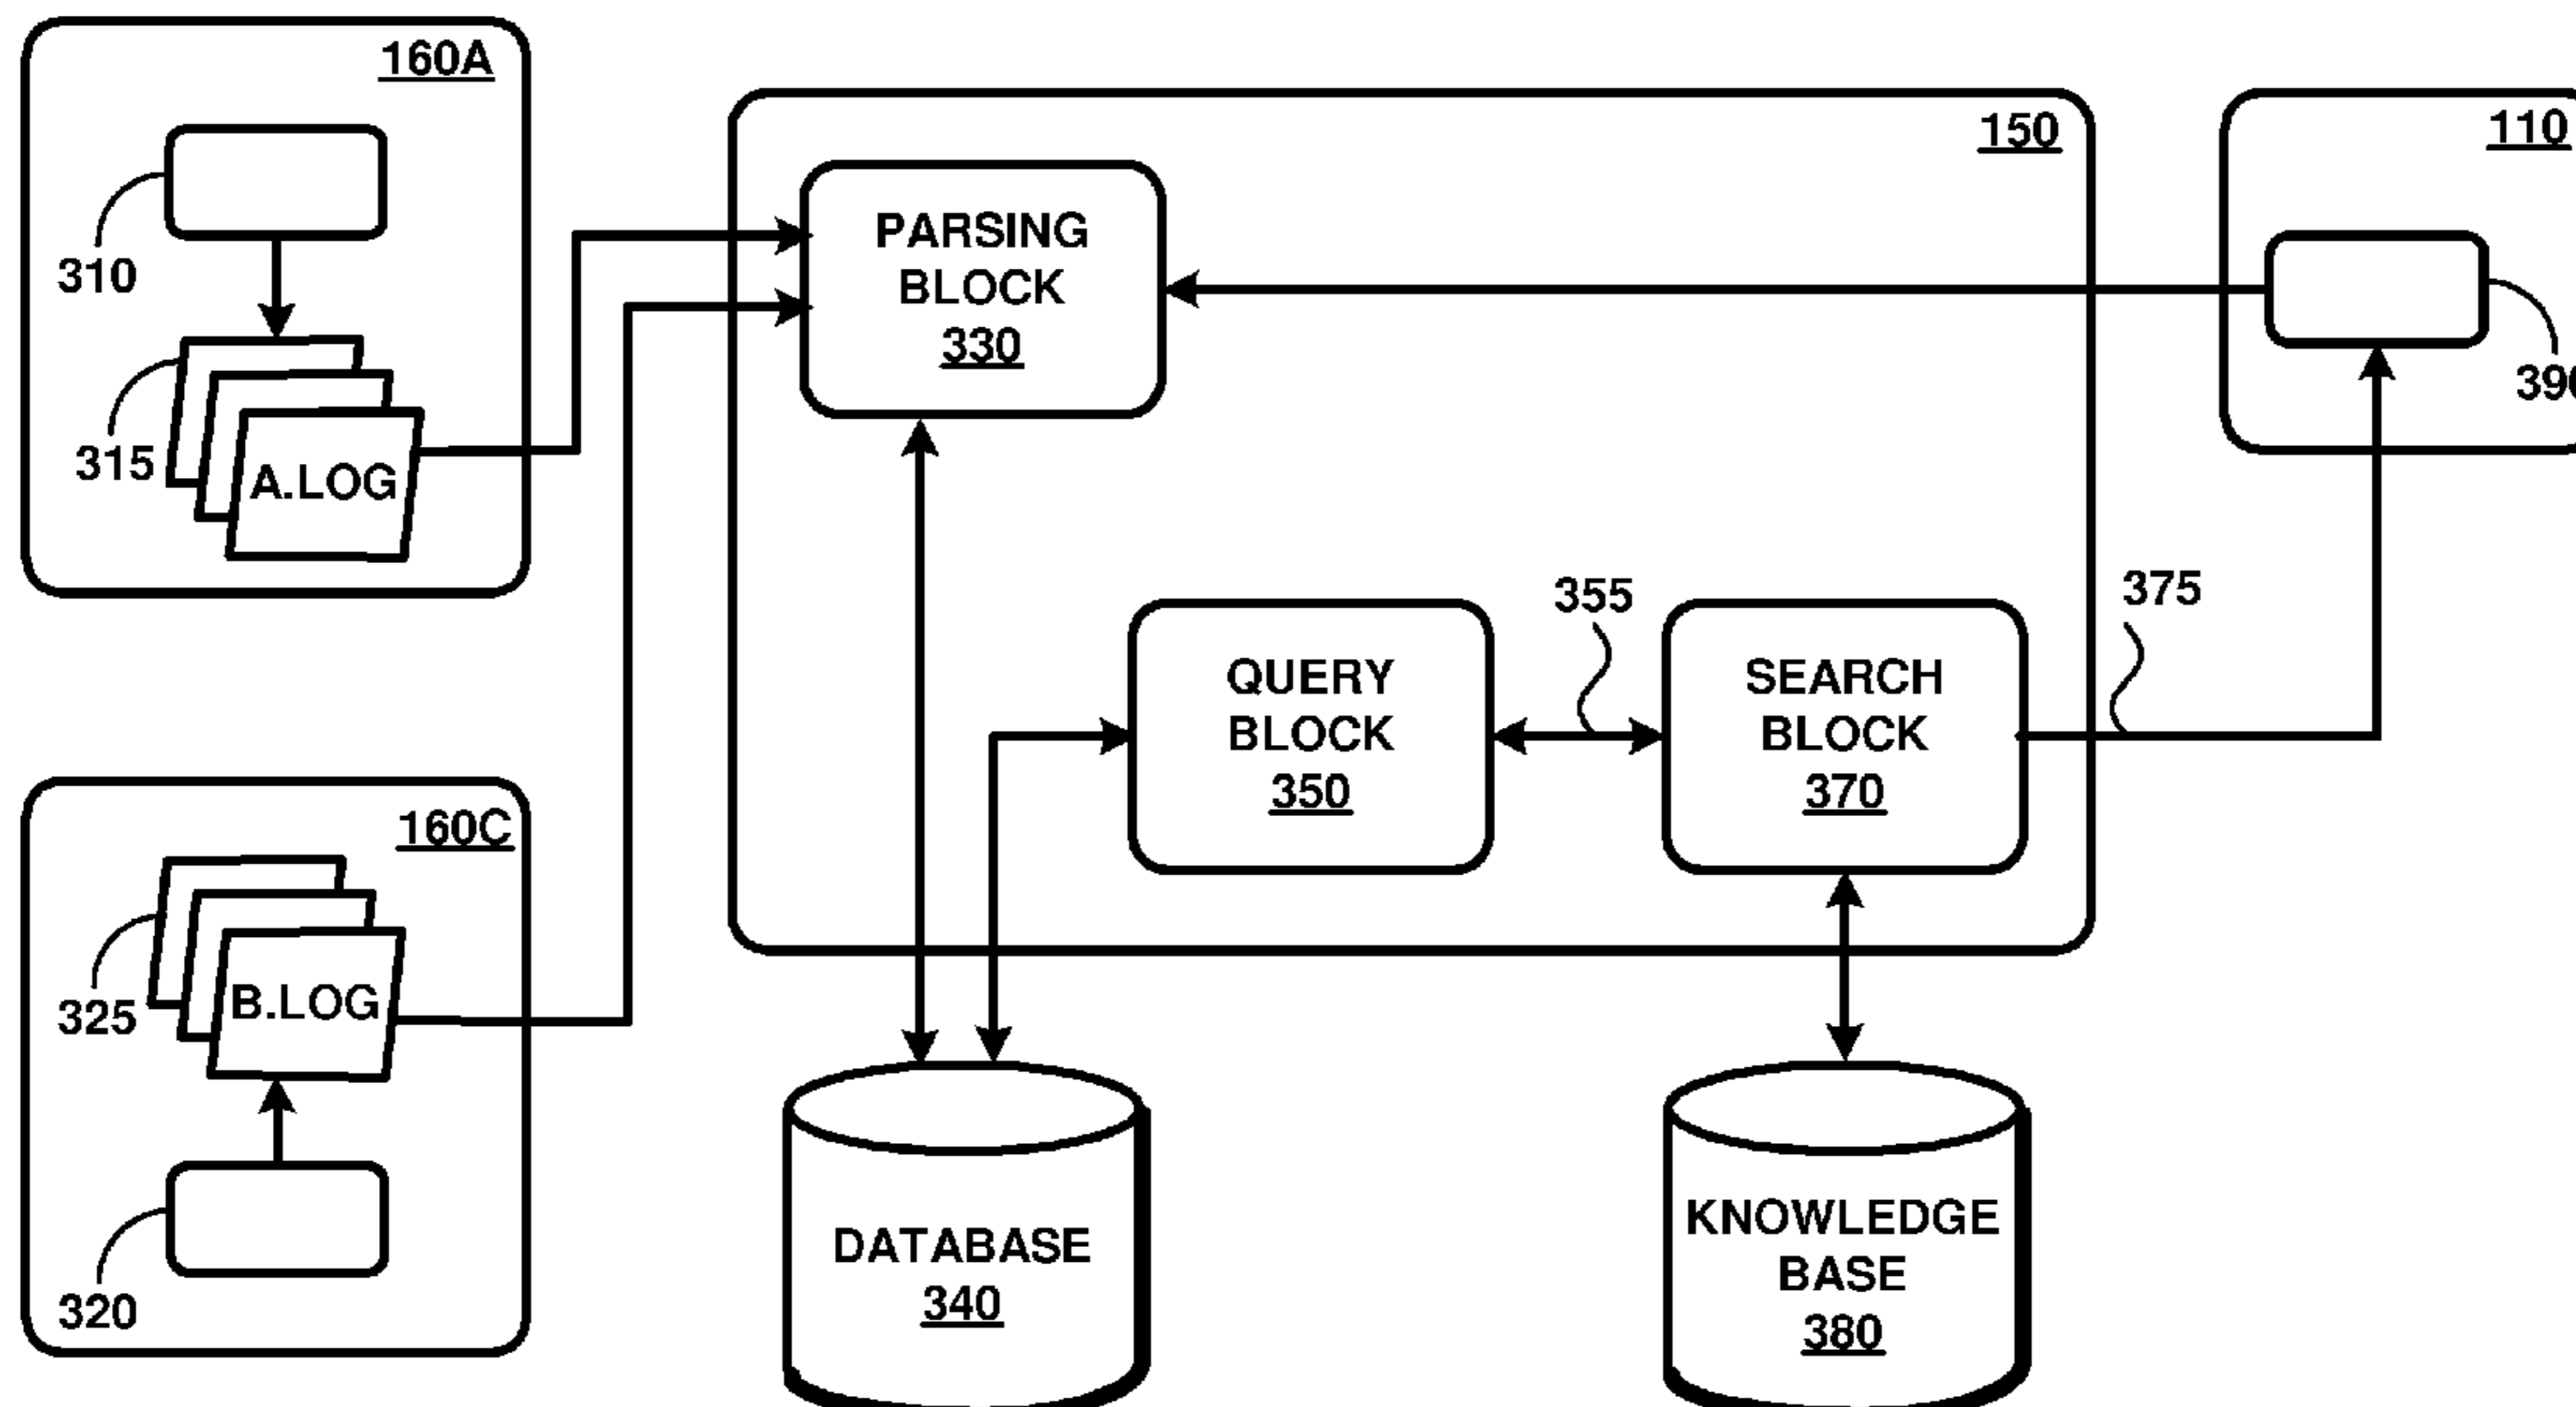 160A
310
315
A.LOG
160C
325
B.LOG
320
150
PARSING
BLOCK
330
QUERY
BLOCK
350
355
SEARCH
BLOCK
370
375
110
390
DATABASE
340
KNOWLEDGE
BASE
380